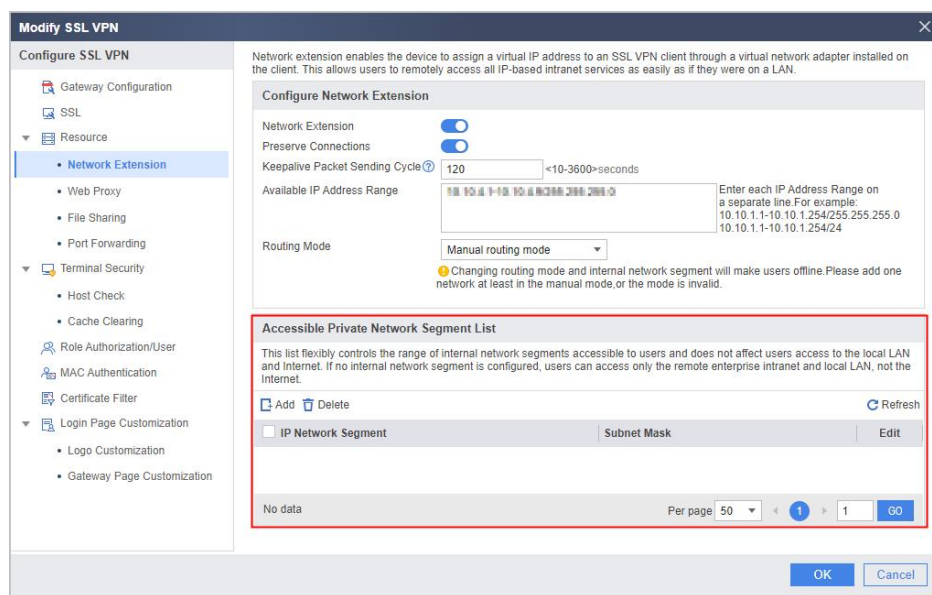 Modify SSL VPN
Configure SSL VPN
Gateway Configuration
SSL
Resource
Network Extension
Web Proxy
File Sharing
Port Forwarding
Terminal Security
Host Check
Cache Clearing
Role Authorization/User
MAC Authentication
Certificate Filter
Login Page Customization
Logo Customization
Gateway Page Customization
Network extension enables the device to assign a virtual IP address to an SSL VPN client through a virtual network adapter installed on
the client. This allows users to remotely access all IP-based intranet services as easily as if they were on a LAN.
Configure Network Extension
Network Extension
Preserve Connections
Keepalive Packet Sending Cycle ? 120 <10-3600>seconds
Available IP Address Range
Enter each IP Address Range on
a separate line.For example:
10.10.1.1-10.10.1.254/255.255.255.0
10.10.1.1-10.10.1.254/24
Routing Mode Manual routing mode
Changing routing mode and internal network segment will make users offline.Please add one
network at least in the manual mode,or the mode is invalid.
Accessible Private Network Segment List
This list flexibly controls the range of internal network segments accessible to users and does not affect users access to the local LAN
and Internet. If no internal network segment is configured, users can access only the remote enterprise intranet and local LAN, not the
Internet.
Add Delete Refresh
IP Network Segment Subnet Mask Edit
No data Per page 50 1 1 GO
OK Cancel